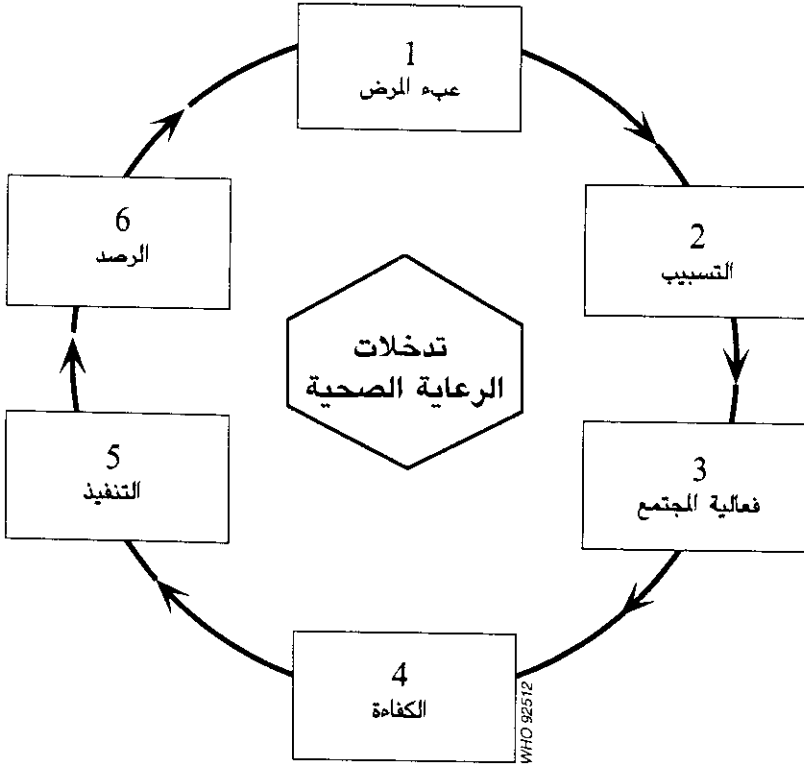 1
عبء المرض
2
التسبيب
3
فعالية المجتمع
4
الكفاءة
5
التنفيذ
6
الرصد
تدخلات
الرعاية الصحية
WHO 92512